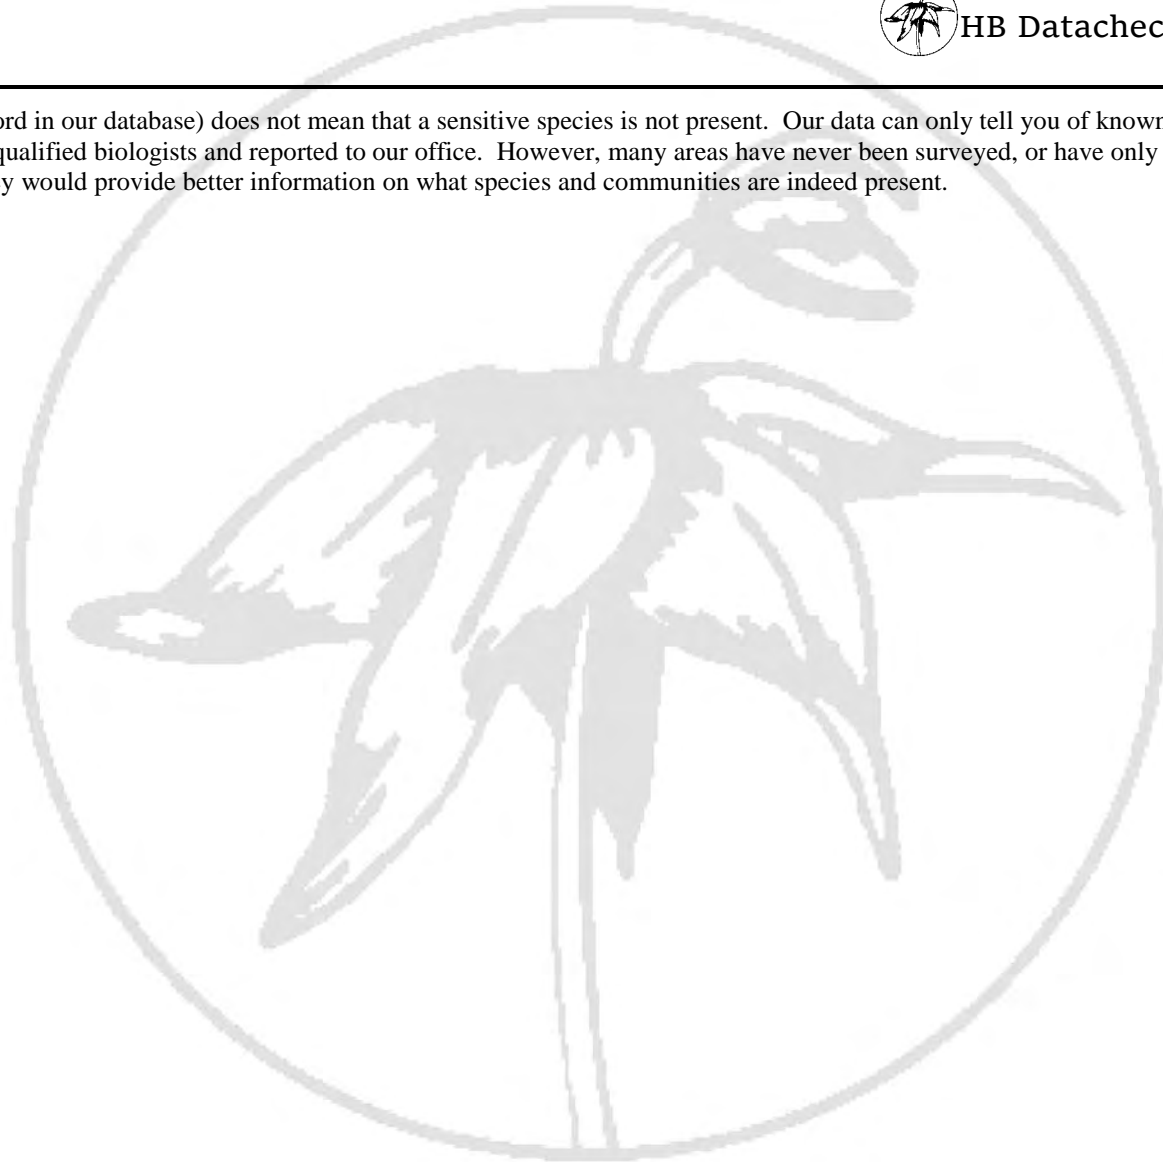 HB Datachec
ord in our database) does not mean that a sensitive species is not present.  Our data can only tell you of known
qualified biologists and reported to our office.  However, many areas have never been surveyed, or have only
y would provide better information on what species and communities are indeed present.